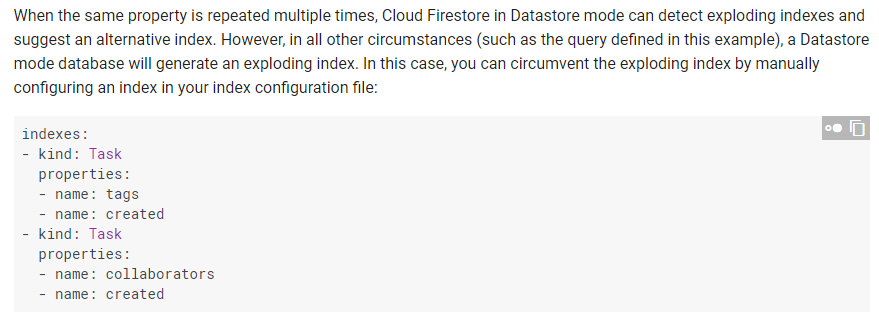 When the same property is repeated multiple times, Cloud Firestore in Datastore mode can detect exploding indexes and
suggest an alternative index. However, in all other circumstances (such as the query defined in this example), a Datastore
mode database will generate an exploding index. In this case, you can circumvent the exploding index by manually
configuring an index in your index configuration file:
indexes:
- kind: Task
  properties:
  - name: tags
  - name: created
- kind: Task
  properties:
  - name: collaborators
  - name: created